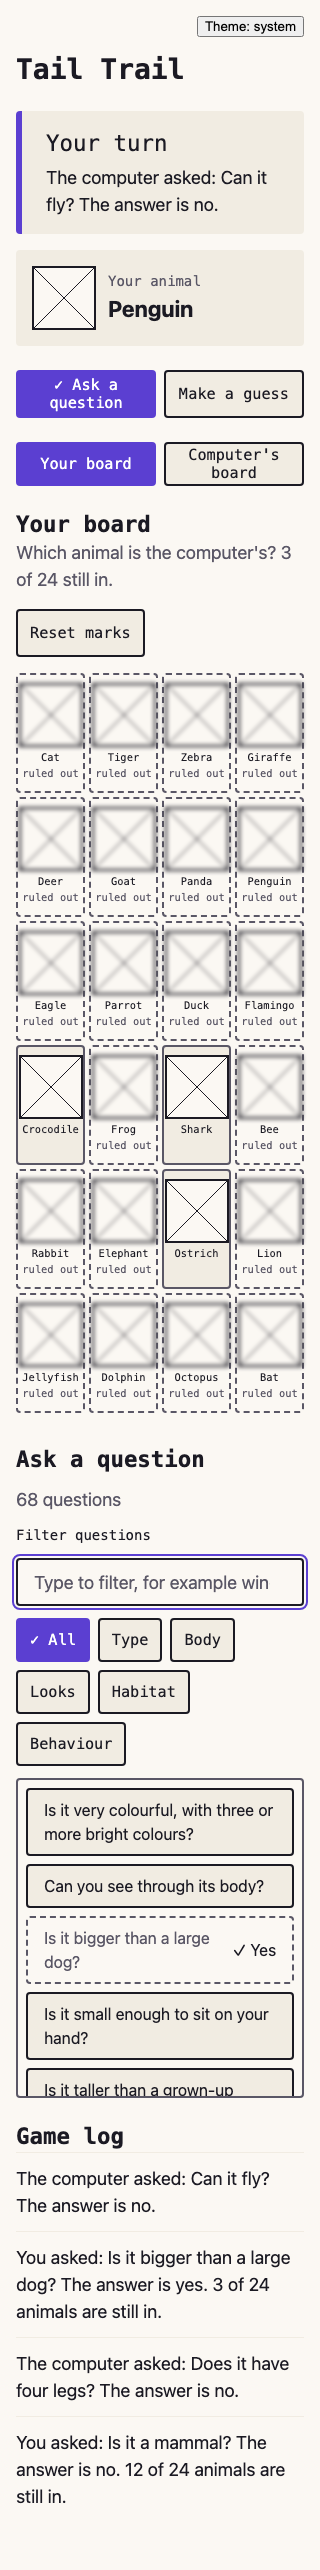 Theme: system
Tail Trail
Your turn
The computer asked: Can it
fly? The answer is no.
Your animal
Penguin
✓ Ask a
question
Make a guess
Your board
Computer's
board
Your board
Which animal is the computer's? 3
of 24 still in.
Reset marks
Cat
ruled out
Tiger
ruled out
Zebra
ruled out
Giraffe
ruled out
Deer
ruled out
Goat
ruled out
Panda
ruled out
Penguin
ruled out
Eagle
ruled out
Parrot
ruled out
Duck
ruled out
Flamingo
ruled out
Crocodile
Frog
ruled out
Shark
Bee
ruled out
Rabbit
ruled out
Elephant
ruled out
Ostrich
Lion
ruled out
Jellyfish
ruled out
Dolphin
ruled out
Octopus
ruled out
Bat
ruled out
Ask a question
68 questions
Filter questions
Type to filter, for example win
✓ All
Type
Body
Looks
Habitat
Behaviour
Is it very colourful, with three or
more bright colours?
Can you see through its body?
Is it bigger than a large
dog?
✓ Yes
Is it small enough to sit on your
hand?
Is it taller than a grown-up
Game log
The computer asked: Can it fly?
The answer is no.
You asked: Is it bigger than a large
dog? The answer is yes. 3 of 24
animals are still in.
The computer asked: Does it have
four legs? The answer is no.
You asked: Is it a mammal? The
answer is no. 12 of 24 animals are
still in.